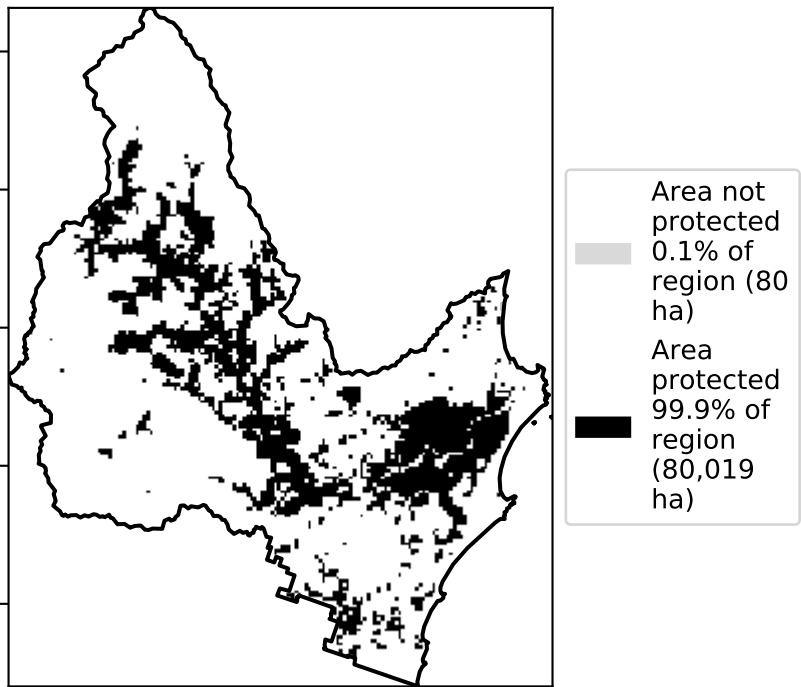 Area not
protected
0.1% of
region (80
ha)
Area
protected
99.9% of
region
(80,019
ha)